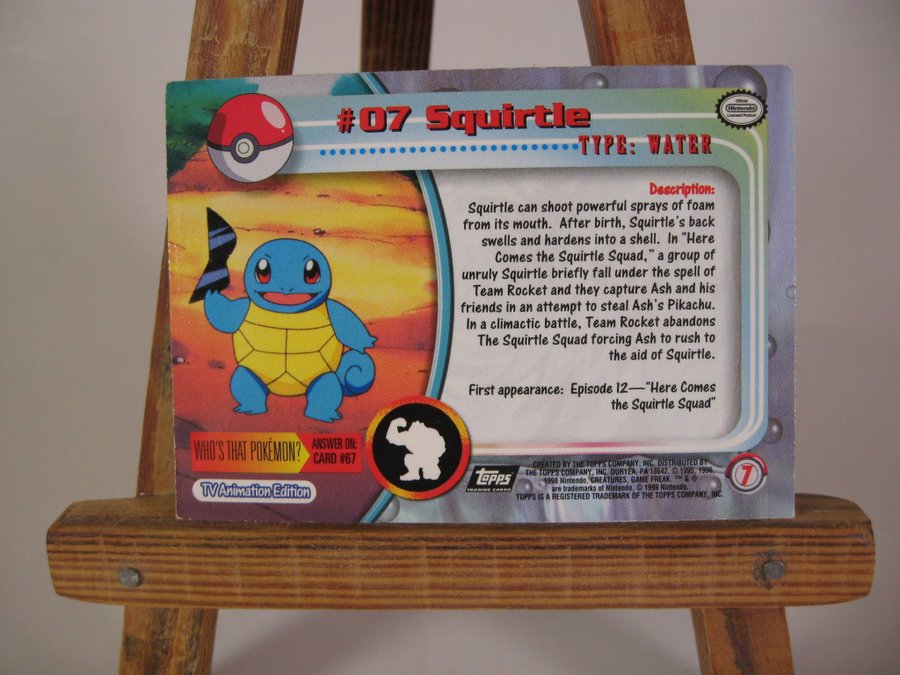 #07 Squirtle
Official
Nintendo
Licensed Product
TYPE: WATER
Description:
Squirtle can shoot powerful sprays of foam
from its mouth. After birth, Squirtle's back
swells and hardens into a shell. In "Here
Comes the Squirtle Squad," a group of
unruly Squirtle briefly fall under the spell of
Team Rocket and they capture Ash and his
friends in an attempt to steal Ash's Pikachu.
In a climactic battle, Team Rocket abandons
The Squirtle Squad forcing Ash to rush to
the aid of Squirtle.
First appearance: Episode 12—"Here Comes
the Squirtle Squad"
WHO'S THAT POKÉMON?
ANSWER ON:
CARD #67
TV Animation Edition
Topps
TRADING CARDS
CREATED BY THE TOPPS COMPANY, INC. DISTRIBUTED BY
THE TOPPS COMPANY, INC. DURYEA, PA 18642. © 1995, 1996,
1998 Nintendo, CREATURES, GAME FREAK. ™ & ®
are trademarks of Nintendo. © 1999 Nintendo.
TOPPS IS A REGISTERED TRADEMARK OF THE TOPPS COMPANY, INC.
7